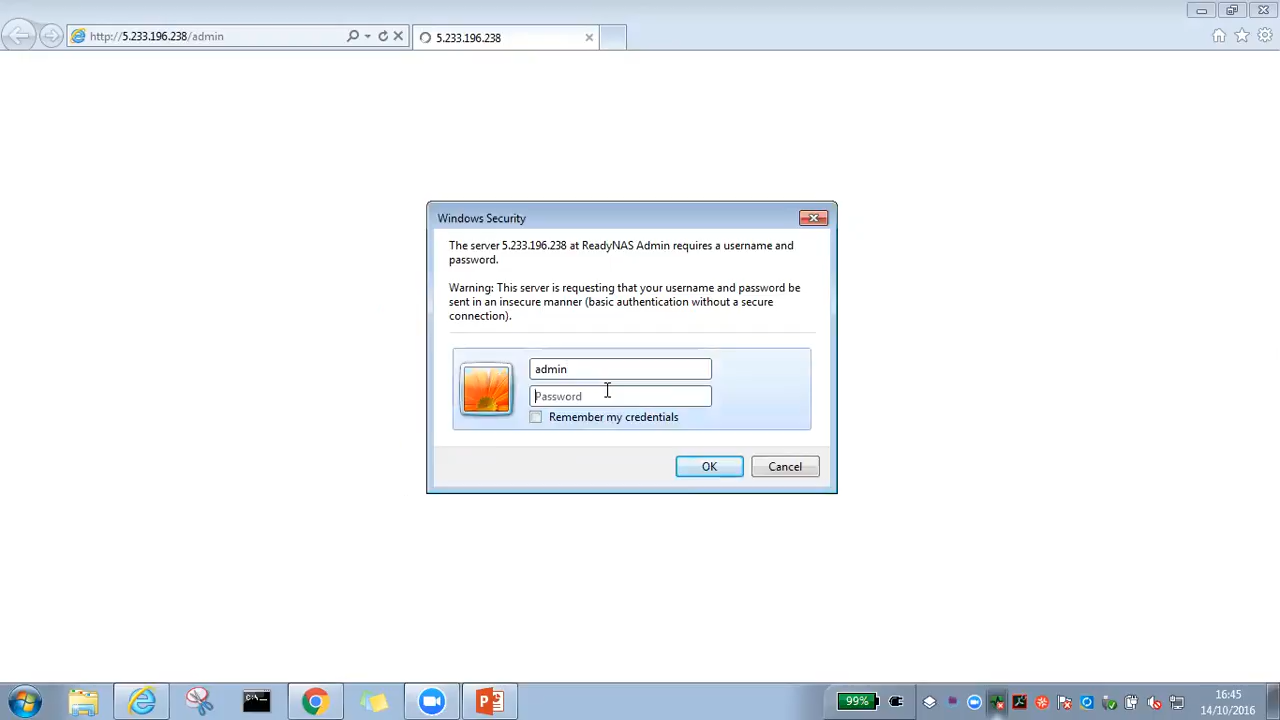 http://5.233.196.238/admin
5.233.196.238
Windows Security
The server 5.233.196.238 at ReadyNAS Admin requires a username and
password.
Warning: This server is requesting that your username and password be
sent in an insecure manner (basic authentication without a secure
connection).
admin
Password
Remember my credentials
OK
Cancel
99%
16:45
14/10/2016